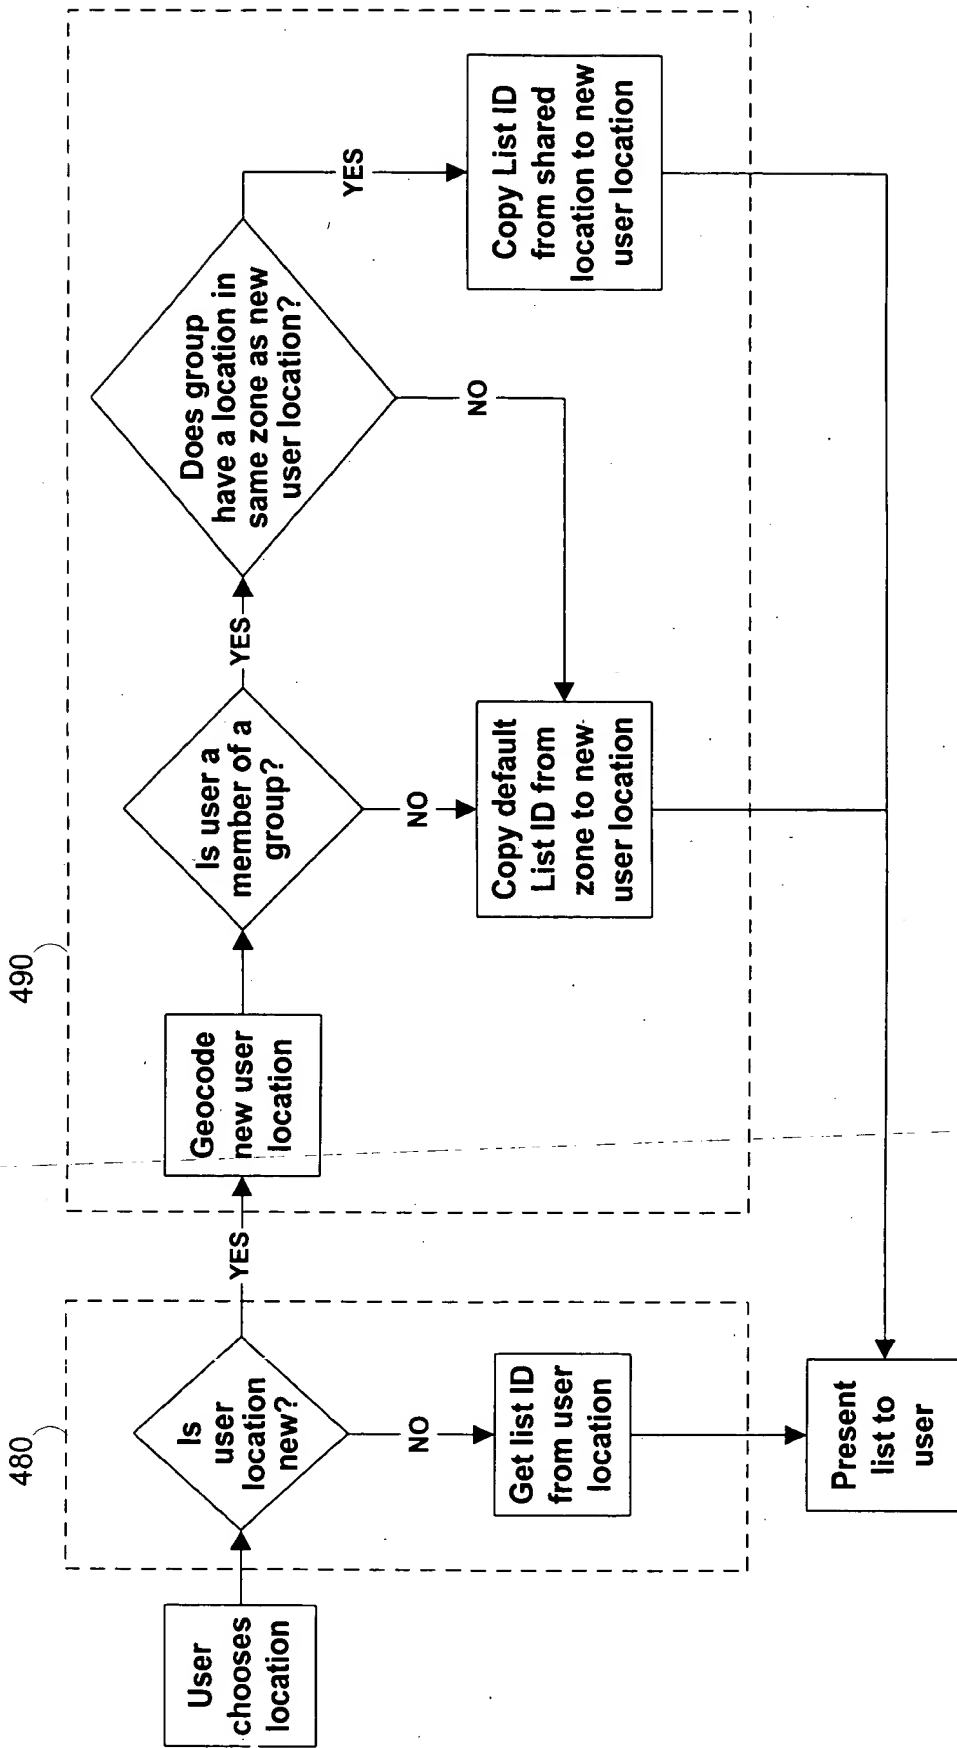 480
490
User
chooses
location
Is
user
location
new?
YES
NO
Get list ID
from user
location
Present
list to
user
Geocode
new user
location
Is user a
member of a
group?
YES
NO
Copy default
List ID from
zone to new
user location
Does group
have a location in
same zone as new
user location?
YES
NO
Copy List ID
from shared
location to new
user location